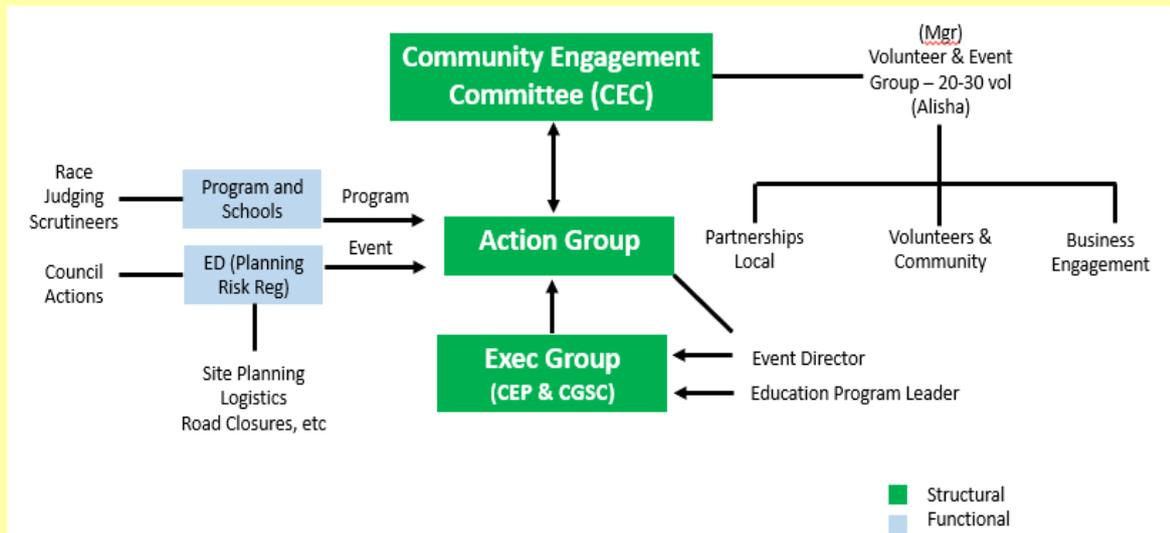 (Mgr)
Volunteer & Event
Group – 20-30 vol
(Alisha)
Community Engagement
Committee (CEC)
Race
Judging
Scrutineers
Program and
Schools
Program
Action Group
Partnerships
Local
Volunteers &
Community
Business
Engagement
Council
Actions
ED (Planning
Risk Reg)
Event
Site Planning
Logistics
Road Closures, etc
Exec Group
(CEP & CGSC)
Event Director
Education Program Leader
Structural
Functional